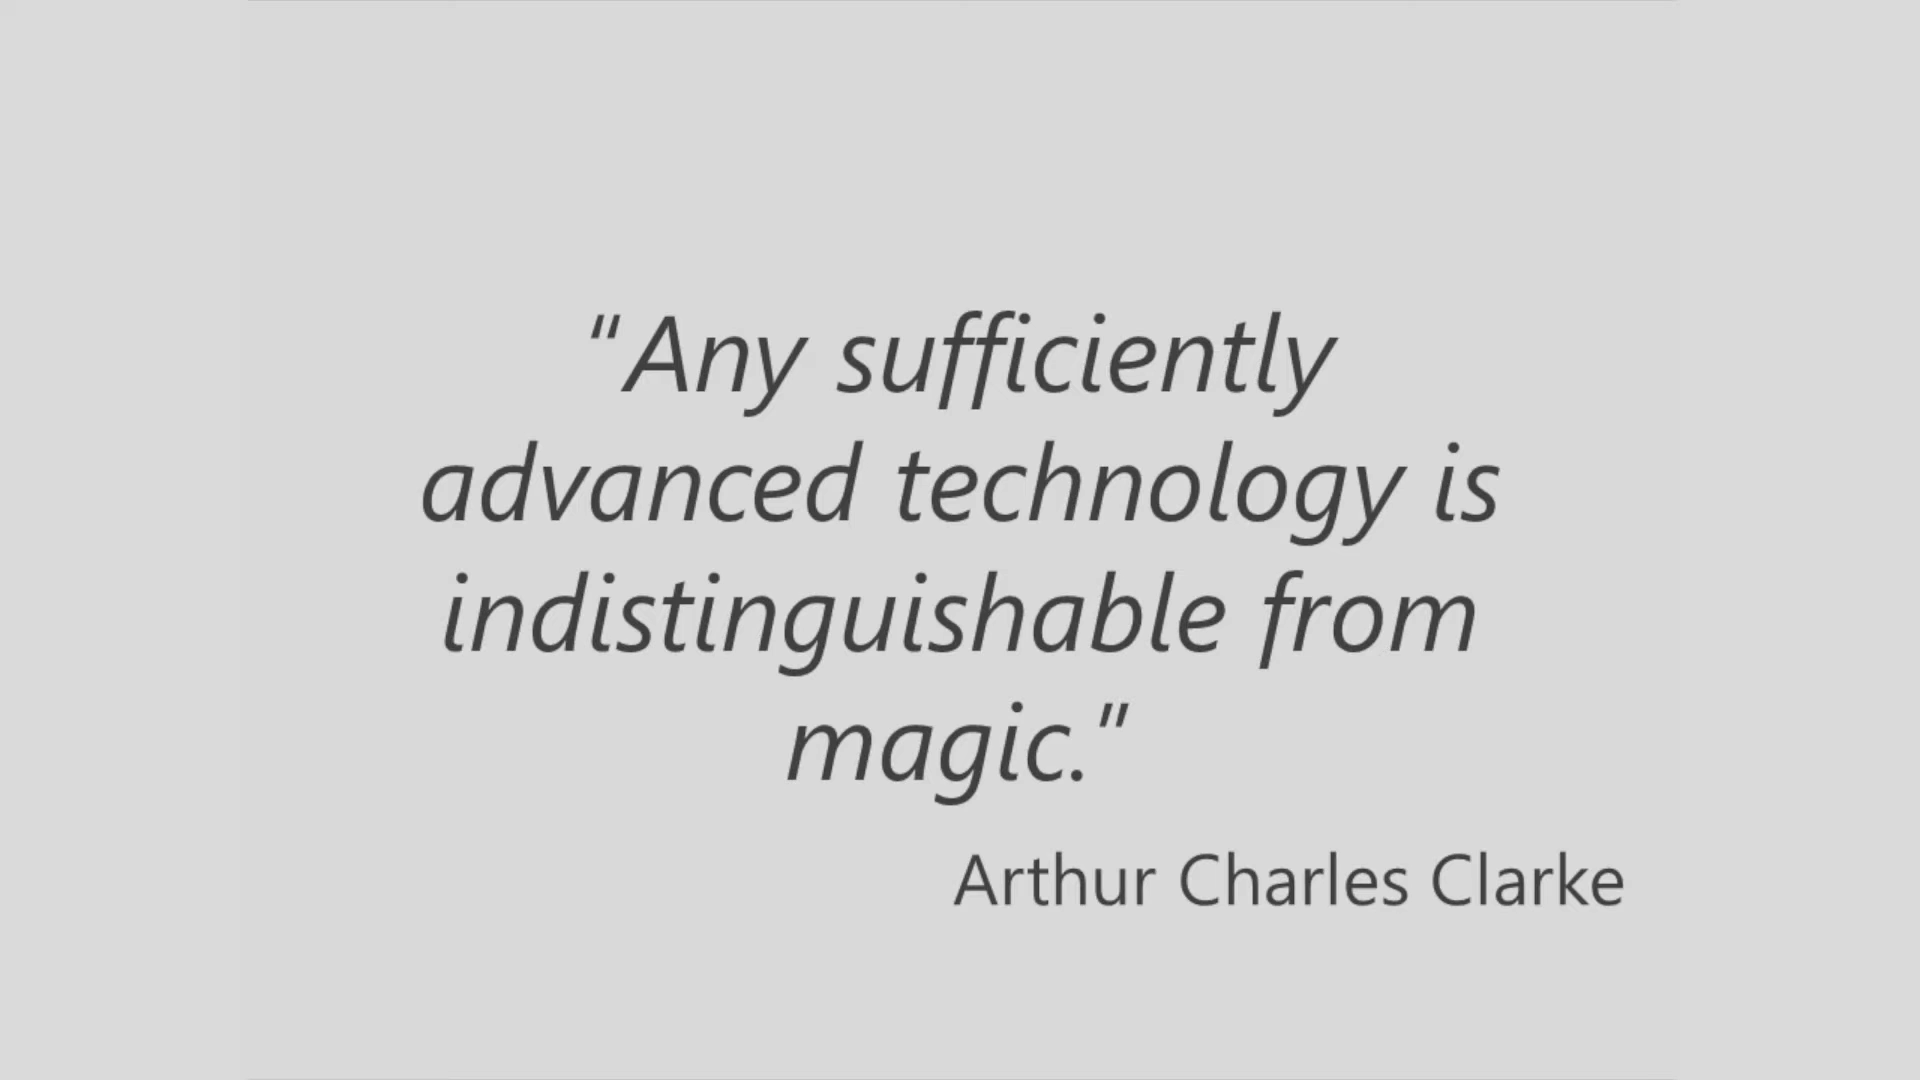 “Any sufficiently
advanced technology is
indistinguishable from
magic.”
Arthur Charles Clarke